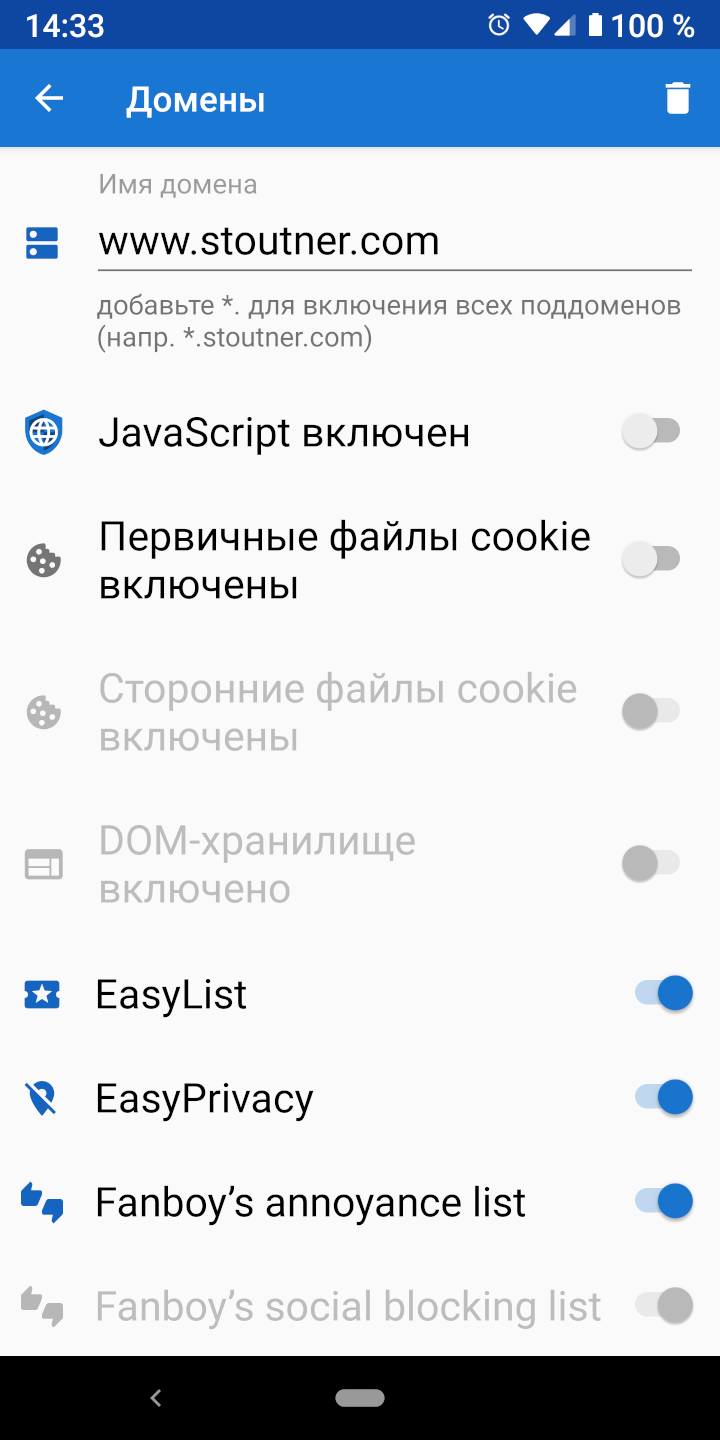 14:33
100 %
Домены
Имя домена
www.stoutner.com
добавьте *. для включения всех поддоменов
(напр. *.stoutner.com)
JavaScript включен
Первичные файлы cookie
включены
Сторонние файлы cookie
включены
DOM-хранилище
включено
EasyList
EasyPrivacy
Fanboy’s annoyance list
Fanboy’s social blocking list